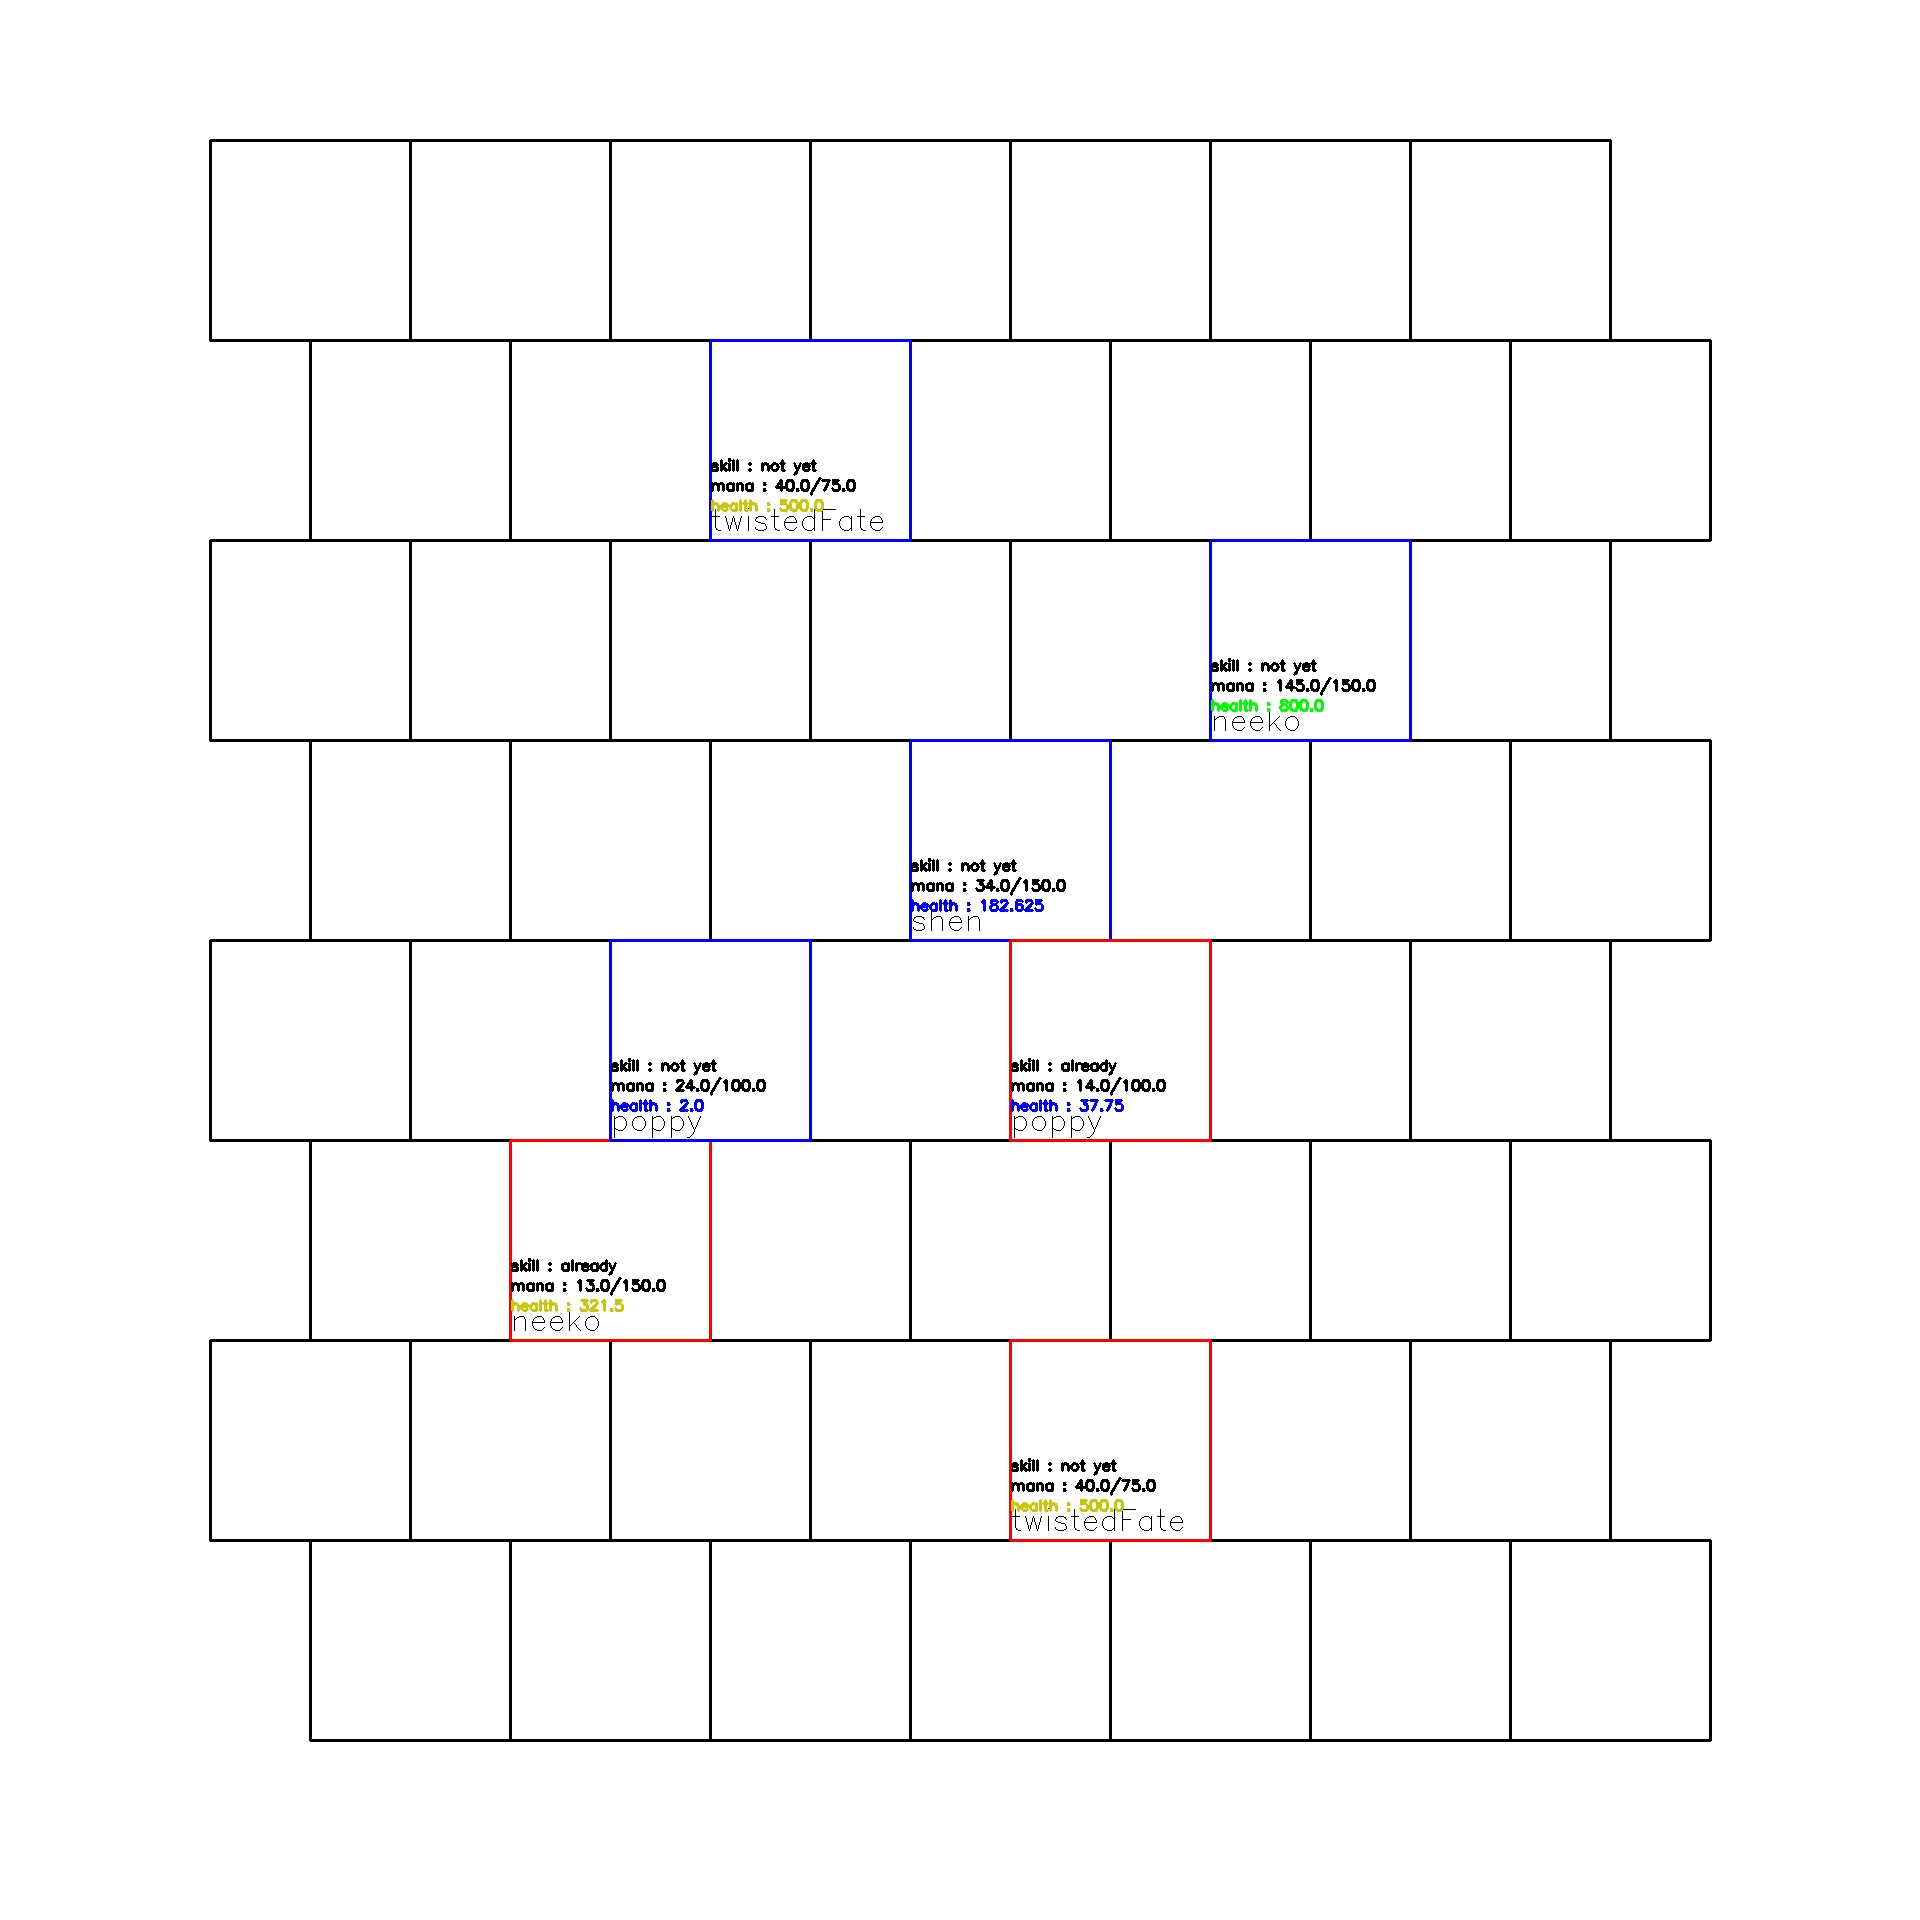 skill : not yet
mana : 40.0/75.0
health : 500.0
twistedFate
skill : not yet
mana : 145.0/150.0
health : 800.0
neeko
skill : not yet
mana : 34.0/150.0
health : 182.625
shen
skill : not yet
mana : 24.0/100.0
health : 2.0
poppy
skill : already
mana : 14.0/100.0
health : 37.75
poppy
skill : already
mana : 13.0/150.0
health : 321.5
neeko
skill : not yet
mana : 40.0/75.0
health : 500.0
twistedFate